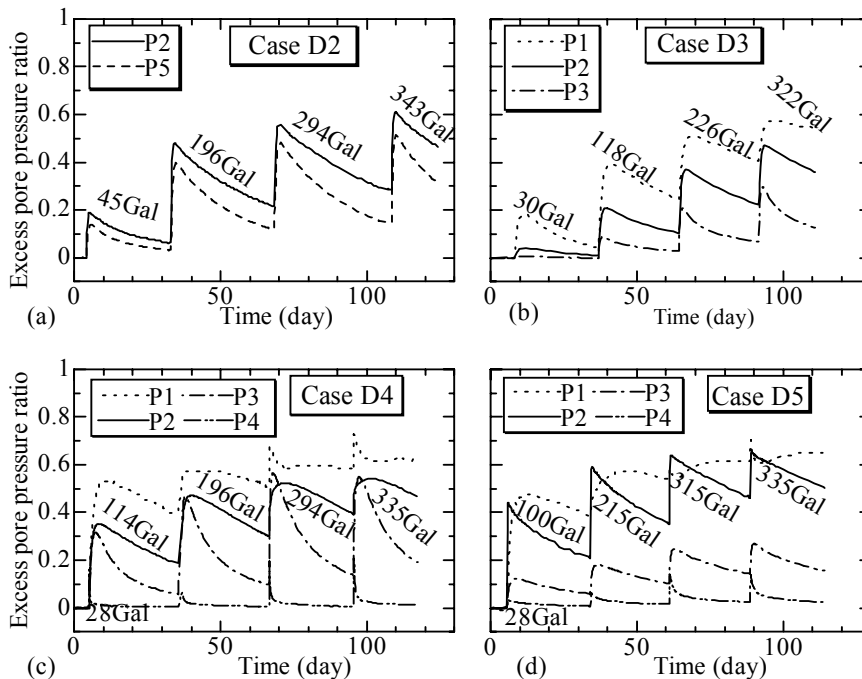 1
0.8
0.6
0.4
0.2
0
Excess pore pressure ratio
P2
P5
Case D2
45Gal
196Gal
294Gal
343Gal
0 50 100
(a) Time (day)
P1
P2
P3
Case D3
30Gal
118Gal
226Gal
322Gal
0 50 100
(b) Time (day)
1
0.8
0.6
0.4
0.2
0
Excess pore pressure ratio
P1 P3
P2 P4
Case D4
28Gal
114Gal
196Gal
294Gal
335Gal
0 50 100
(c) Time (day)
P1 P3
P2 P4
Case D5
28Gal
100Gal
215Gal
315Gal
335Gal
0 50 100
(d) Time (day)